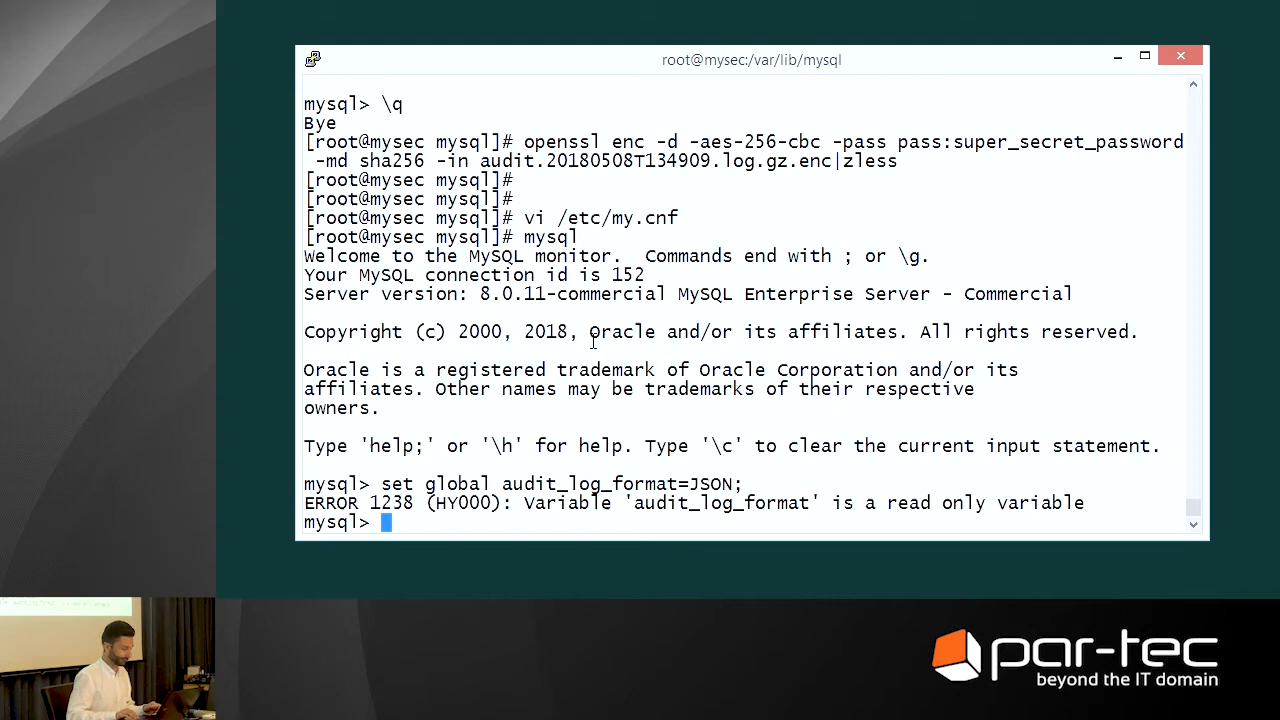 root@mysec:/var/lib/mysql
mysql> \q
Bye
[root@mysec mysql]# openssl enc -d -aes-256-cbc -pass pass:super_secret_password
-md sha256 -in audit.20180508T134909.log.gz.enc|zless
[root@mysec mysql]#
[root@mysec mysql]#
[root@mysec mysql]# vi /etc/my.cnf
[root@mysec mysql]# mysql
Welcome to the MySQL monitor.  Commands end with ; or \g.
Your MySQL connection id is 152
Server version: 8.0.11-commercial MySQL Enterprise Server - Commercial
Copyright (c) 2000, 2018, Oracle and/or its affiliates. All rights reserved.
Oracle is a registered trademark of Oracle Corporation and/or its
affiliates. Other names may be trademarks of their respective
owners.
Type 'help;' or '\h' for help. Type '\c' to clear the current input statement.
mysql> set global audit_log_format=JSON;
ERROR 1238 (HY000): Variable 'audit_log_format' is a read only variable
mysql>
par-tec
beyond the IT domain